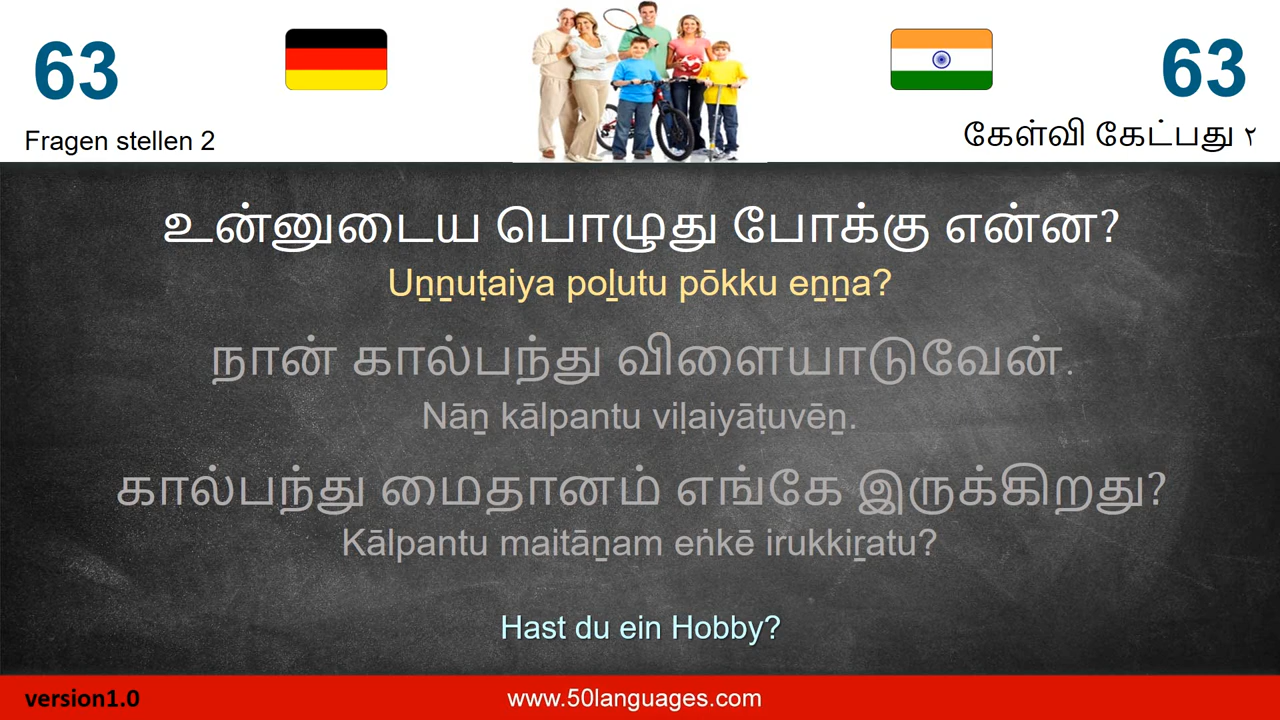 63
63
Fragen stellen 2
கேள்வி கேட்பது ٢
உன்னுடைய பொழுது போக்கு என்ன?
Uṉṉuṭaiya poḻutu pōkku eṉṉa?
நான் கால்பந்து விளையாடுவேன்.
Nāṉ kālpantu viḷaiyāṭuvēṉ.
கால்பந்து மைதானம் எங்கே இருக்கிறது?
Kālpantu maitāṉam eṅkē irukkiṟatu?
Hast du ein Hobby?
version1.0
www.50languages.com